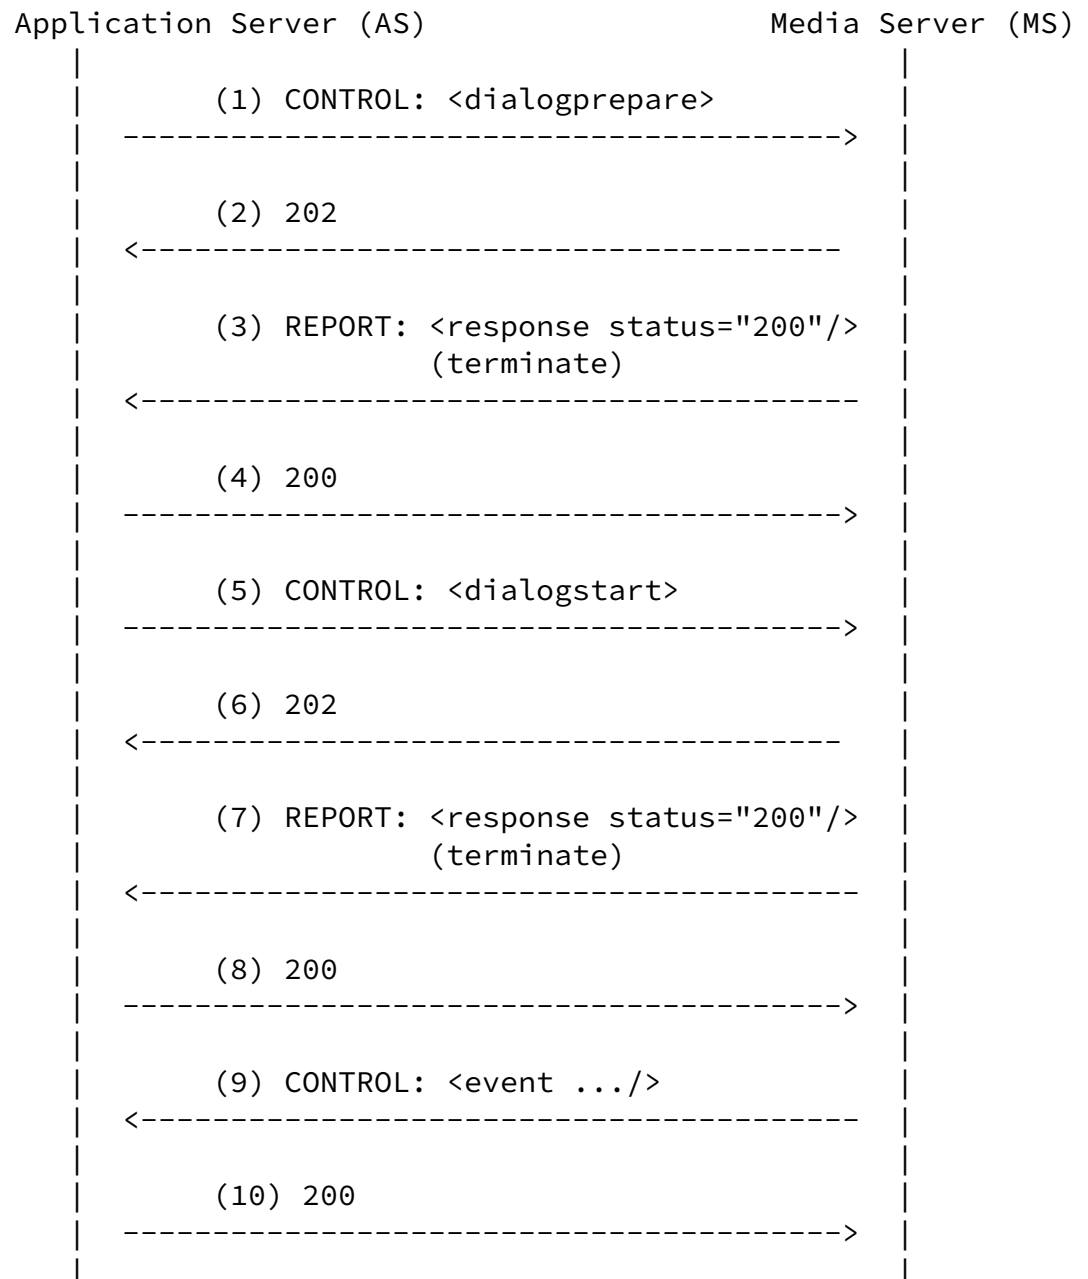 Application Server (AS) Media Server (MS)
(1) CONTROL: <dialogprepare>
(2) 202
(3) REPORT: <response status="200"/>
(terminate)
(4) 200
(5) CONTROL: <dialogstart>
(6) 202
(7) REPORT: <response status="200"/>
(terminate)
(8) 200
(9) CONTROL: <event .../>
(10) 200